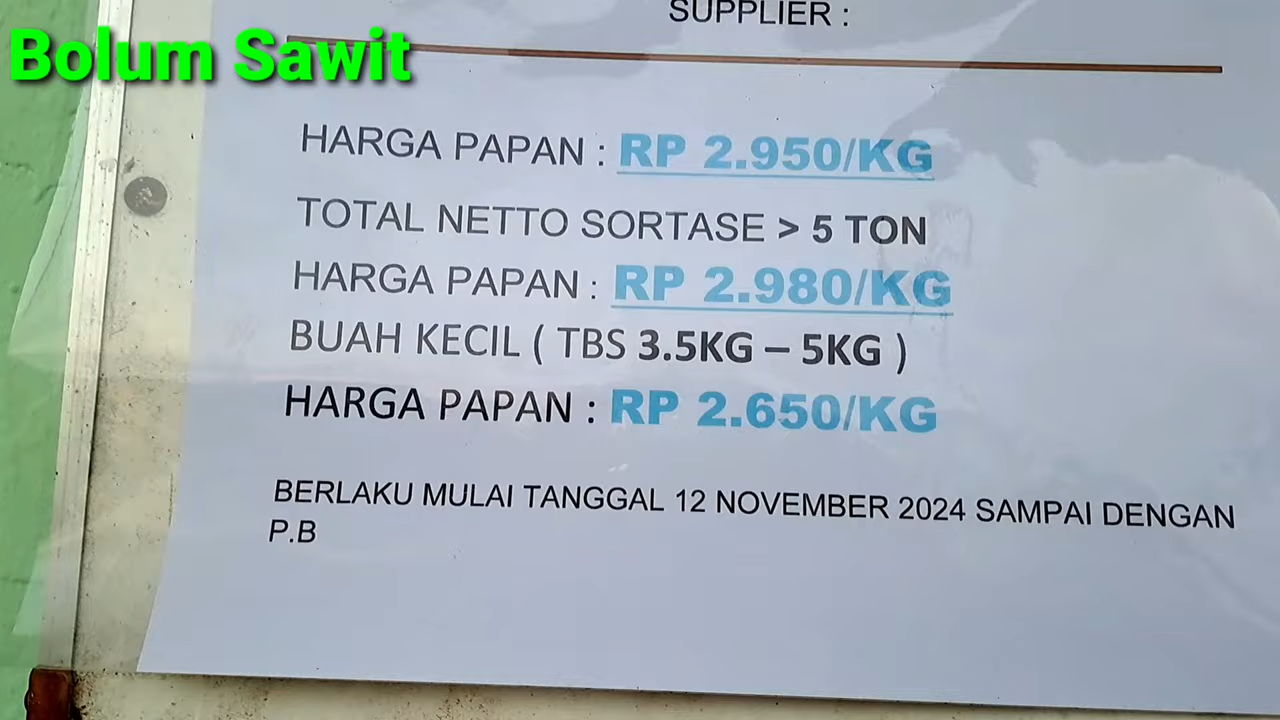 SUPPLIER :
Bolum Sawit
HARGA PAPAN : RP 2.950/KG
TOTAL NETTO SORTASE > 5 TON
HARGA PAPAN : RP 2.980/KG
BUAH KECIL ( TBS 3.5KG – 5KG )
HARGA PAPAN : RP 2.650/KG
BERLAKU MULAI TANGGAL 12 NOVEMBER 2024 SAMPAI DENGAN
P.B